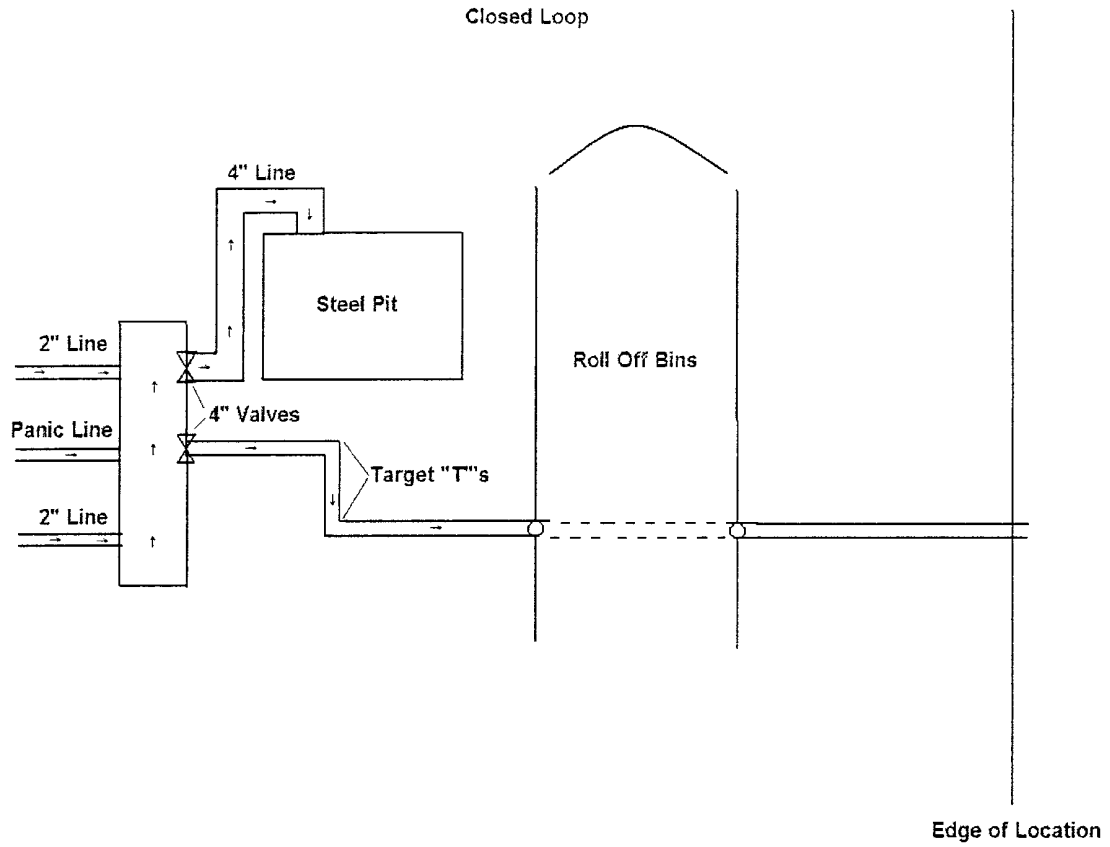 Closed Loop
4" Line
Steel Pit
2" Line
Roll Off Bins
4" Valves
Panic Line
Target "T"s
2" Line
Edge of Location